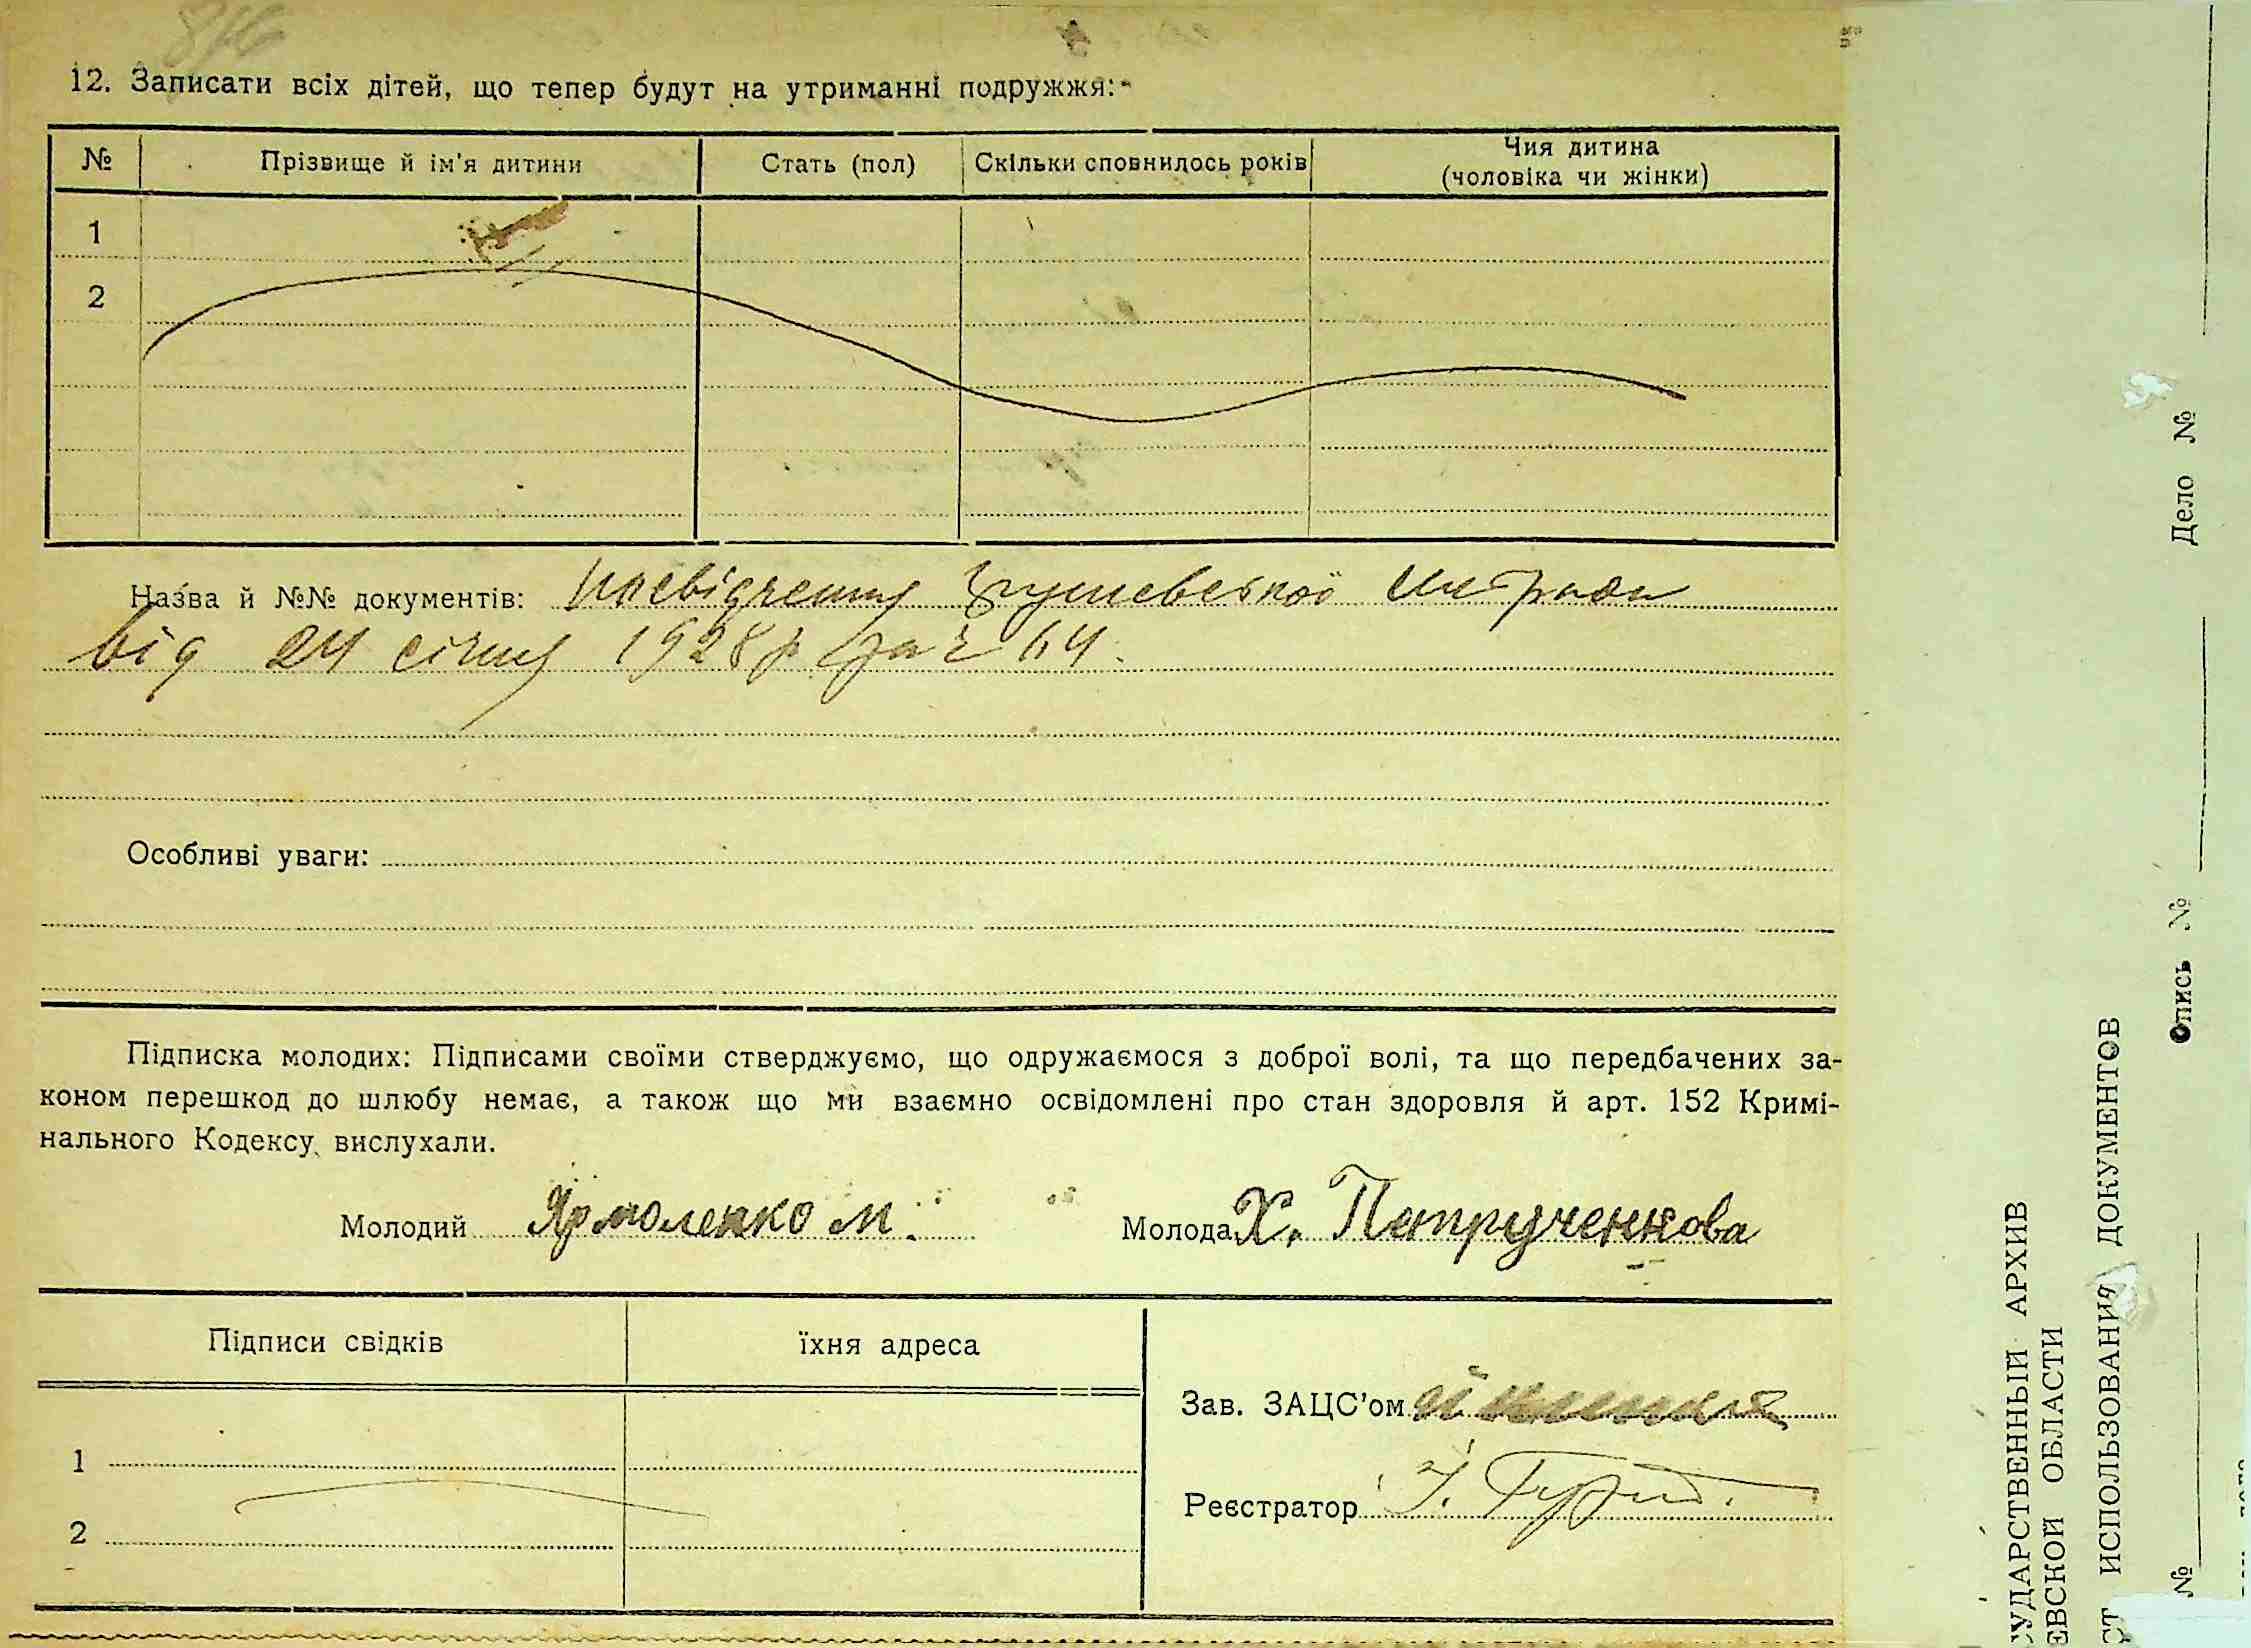 12. Записати всіх дітей, що тепер будут на утриманні подружжя:-
№ Прізвище й ім'я дитини Стать (пол) Скільки сповнилось років Чия дитина (чоловіка чи жінки)
1
2
Назва й №№ документів: Посвідчення Грушевської сільради
від 24 січня 1928 р за ч 64.
Особливі уваги:
Підписка молодих: Підписами своїми стверджуємо, що одружаємося з доброї волі, та що передбачених за-
коном перешкод до шлюбу немає, а також що ми взаємно освідомлені про стан здоровля й арт. 152 Кримі-
нального Кодексу вислухали.
Молодий Ярмоленко М. Молода Х. Петрученкова
Підписи свідків їхня адреса
Зав. ЗАЦС'ом
1
Реєстратор
2
СУДАРСТВЕННЫЙ АРХИВ
ЕВСКОЙ ОБЛАСТИ
СТ ИСПОЛЬЗОВАНИЯ ДОКУМЕНТОВ
№ Опись № Дело №